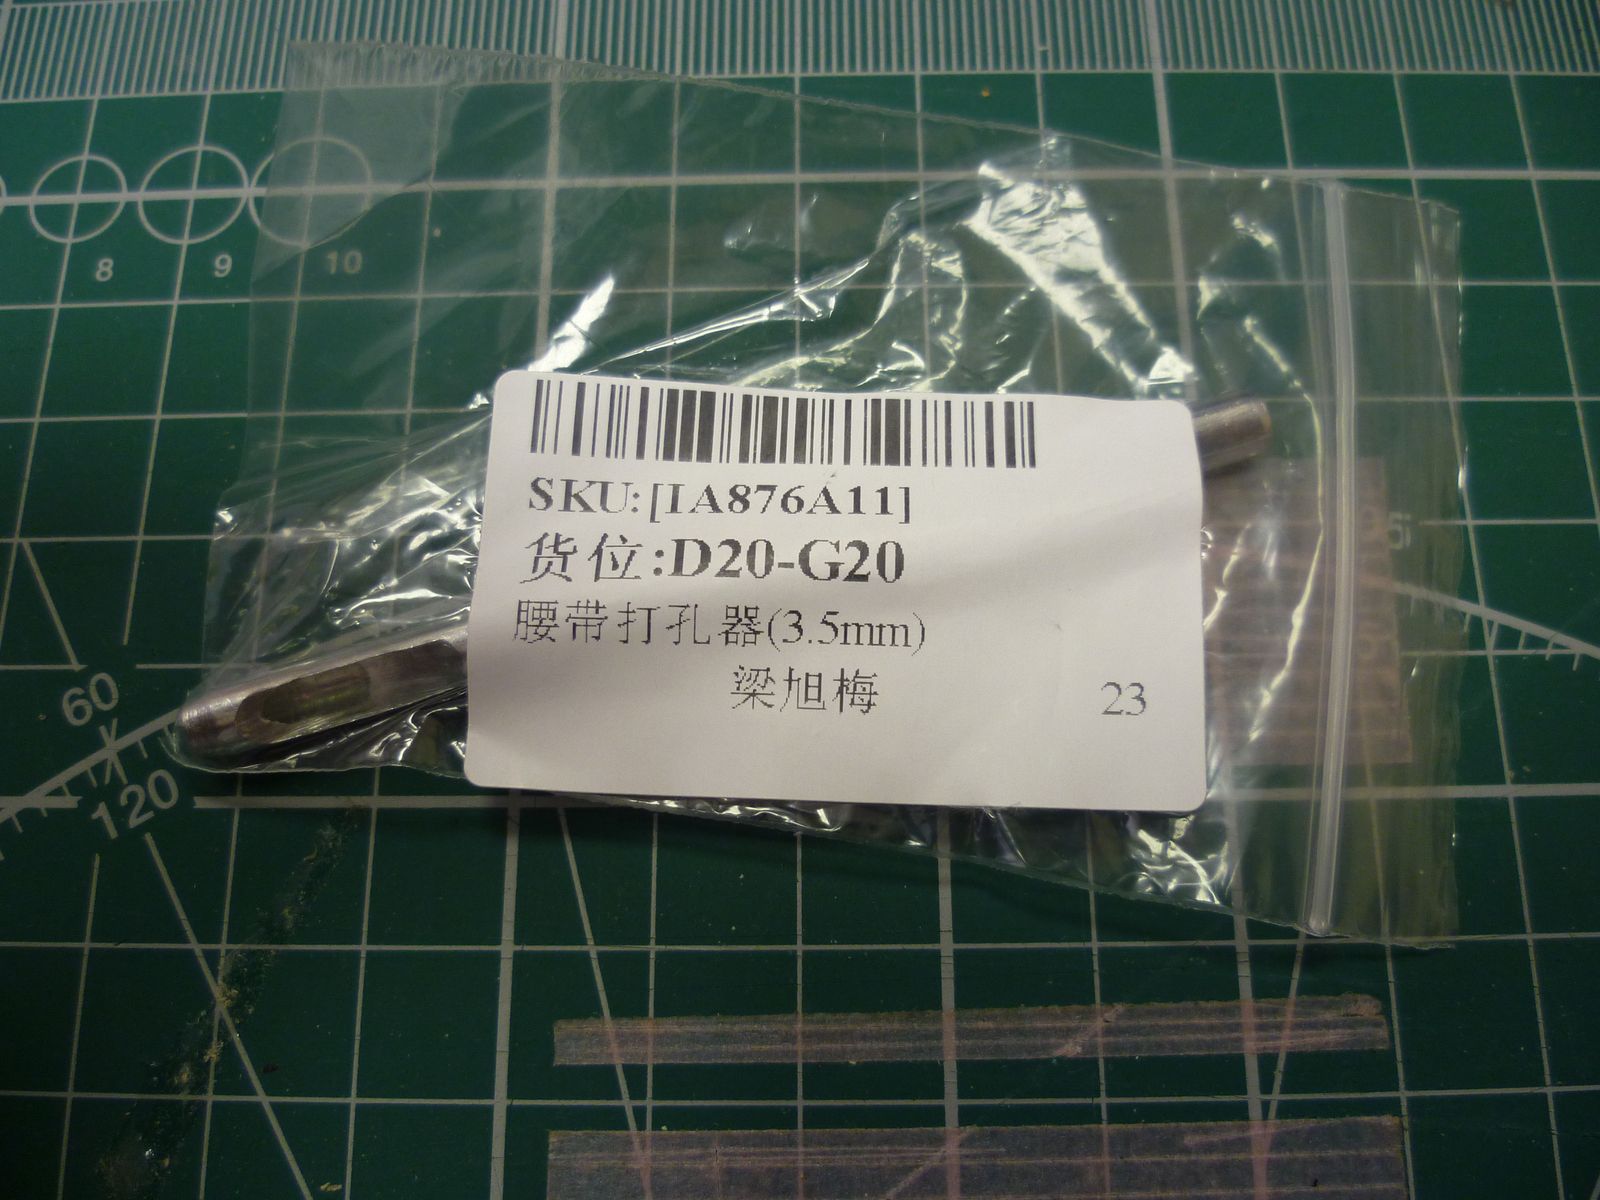 8 9 10
SKU:[IA876A11]
货位:D20-G20
腰带打孔器(3.5mm)
梁旭梅 23
60
120